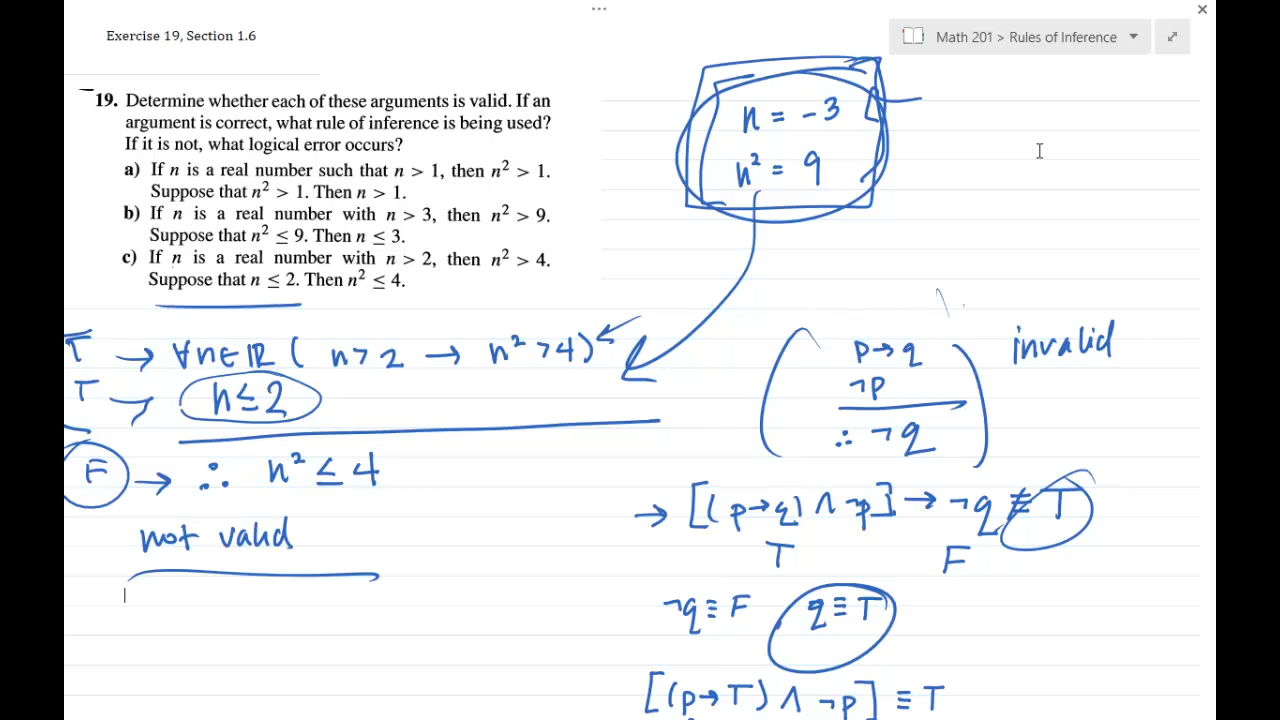 Exercise 19, Section 1.6
Math 201 > Rules of Inference
19. Determine whether each of these arguments is valid. If an
argument is correct, what rule of inference is being used?
If it is not, what logical error occurs?
a) If n is a real number such that n > 1, then n² > 1.
Suppose that n² > 1. Then n > 1.
b) If n is a real number with n > 3, then n² > 9.
Suppose that n² ≤ 9. Then n ≤ 3.
c) If n is a real number with n > 2, then n² > 4.
Suppose that n ≤ 2. Then n² ≤ 4.
n = -3
n² = 9
T → ∀n∈ℝ ( n>2 → n²>4)
T → n≤2
F → ∴ n² ≤ 4
not valid
p→q
¬p
∴ ¬q
invalid
→ [(p→q) ∧ ¬p] → ¬q ≢ T
T F
¬q ≡ F q ≡ T
[(p→T) ∧ ¬p] ≡ T